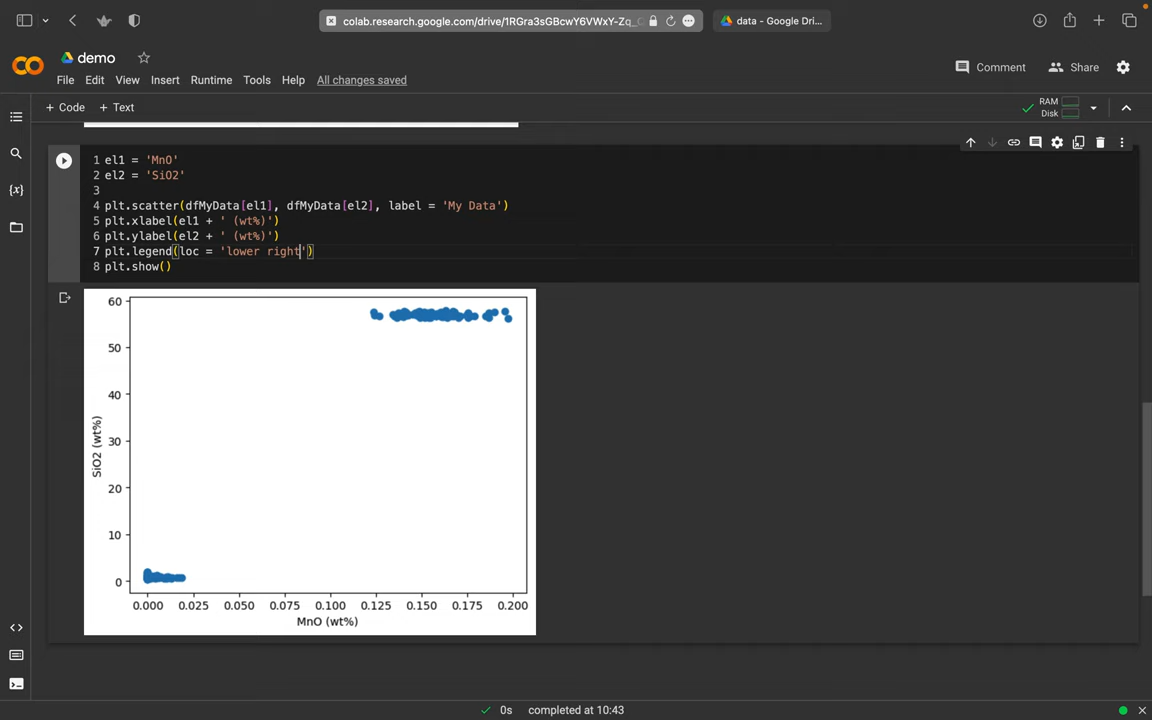 colab.research.google.com/drive/1RGra3sGBcwY6VWxY-Zq_
data - Google Drive...
demo
File Edit View Insert Runtime Tools Help All changes saved
Comment Share
+ Code + Text
RAM
Disk
{x}
1 el1 = 'MnO'
2 el2 = 'SiO2'
3
4 plt.scatter(dfMyData[el1], dfMyData[el2], label = 'My Data')
5 plt.xlabel(el1 + ' (wt%)')
6 plt.ylabel(el2 + ' (wt%)')
7 plt.legend(loc = 'lower right')
8 plt.show()
60
50
40
30
20
10
0
SiO2 (wt%)
0.000 0.025 0.050 0.075 0.100 0.125 0.150 0.175 0.200
MnO (wt%)
0s completed at 10:43